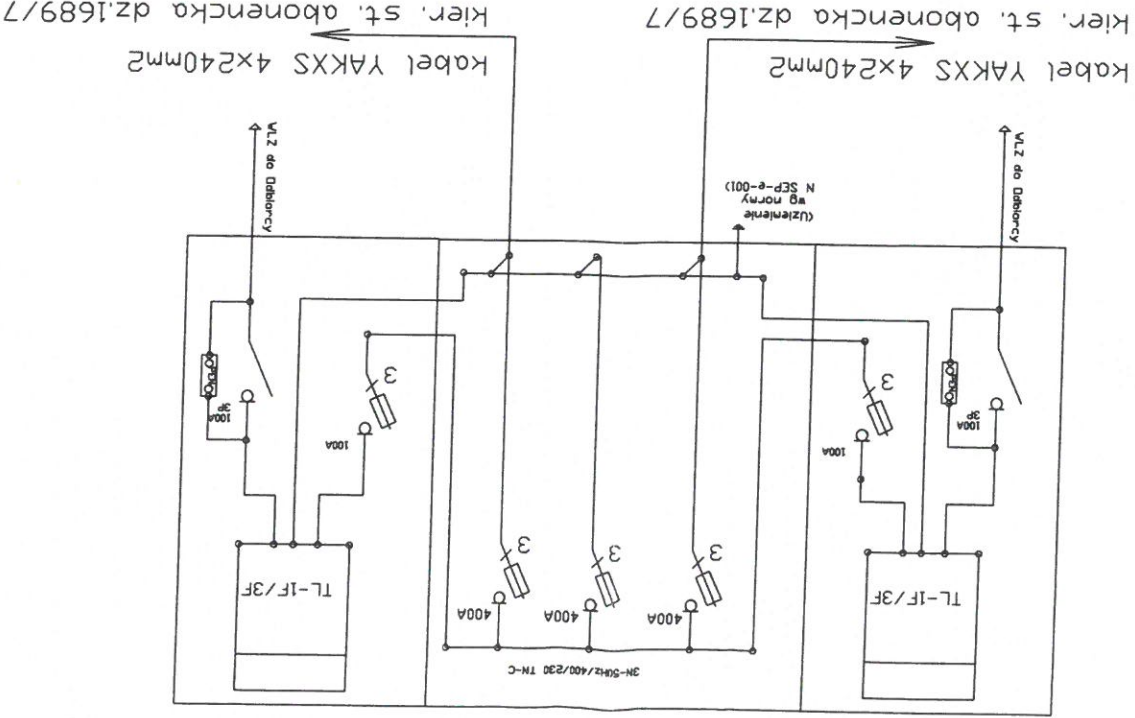 3N-50Hz/400/230 TN-C
400A
400A
400A
3
3
3
TL-1F/3F
TL-1F/3F
100A
3P
100A
3
100A
3
100A
3P
PEN
PEN
(Uziemienie
wg normy
N SEP-e-001)
WLZ do Odbiorcy
WLZ do Odbiorcy
kabel YAKXS 4x240mm2
kier. st. abonencka dz.1689/7
kabel YAKXS 4x240mm2
kier. st. abonencka dz.1689/7